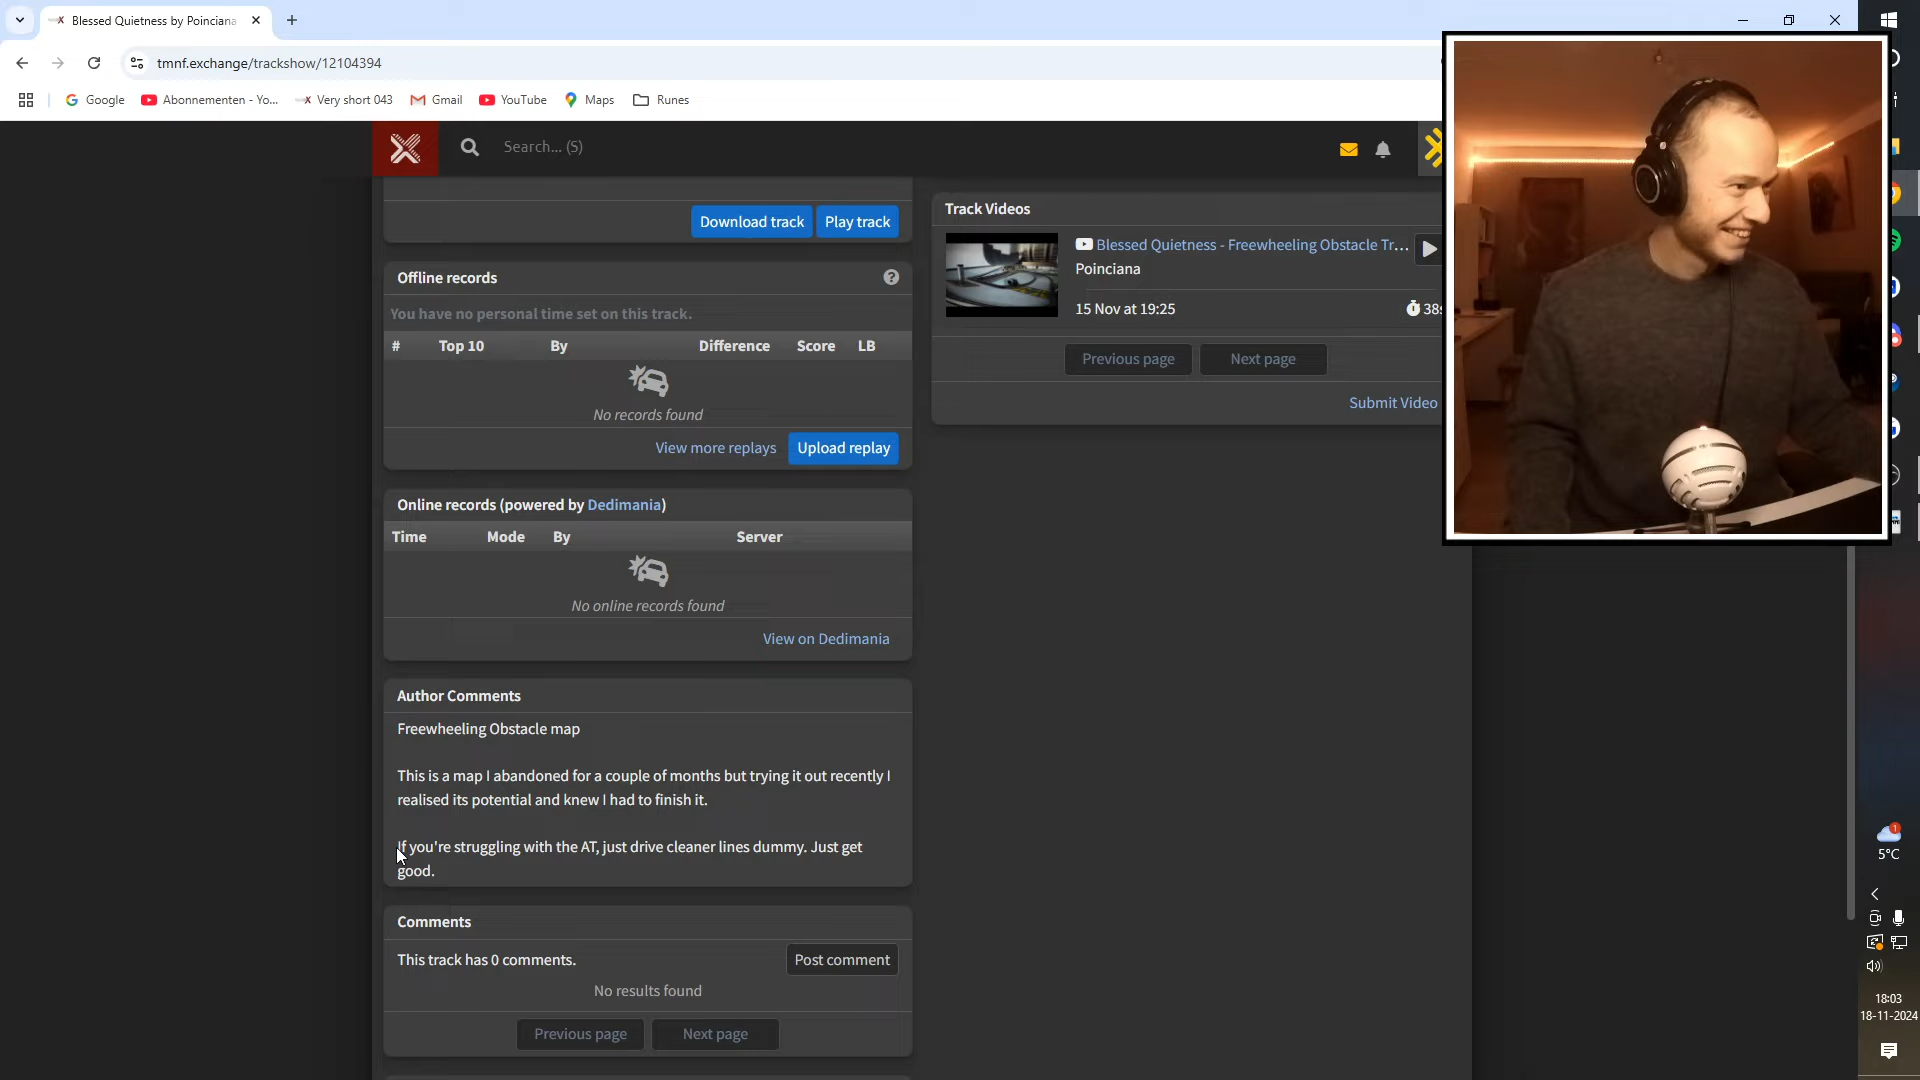 Blessed Quietness by Poinciana
tmnf.exchange/trackshow/12104394
Google
Abonnementen - Yo...
Very short 043
Gmail
YouTube
Maps
Runes
Search... (S)
Download track
Play track
Offline records
You have no personal time set on this track.
# Top 10 By Difference Score LB
No records found
View more replays
Upload replay
Online records (powered by Dedimania)
Time Mode By Server
No online records found
View on Dedimania
Author Comments
Freewheeling Obstacle map
This is a map I abandoned for a couple of months but trying it out recently I
realised its potential and knew I had to finish it.
If you're struggling with the AT, just drive cleaner lines dummy. Just get
good.
Comments
This track has 0 comments.
Post comment
No results found
Previous page
Next page
Track Videos
Blessed Quietness - Freewheeling Obstacle Tr...
Poinciana
15 Nov at 19:25
38s
Previous page
Next page
Submit Video
1
5°C
18:03
18-11-2024